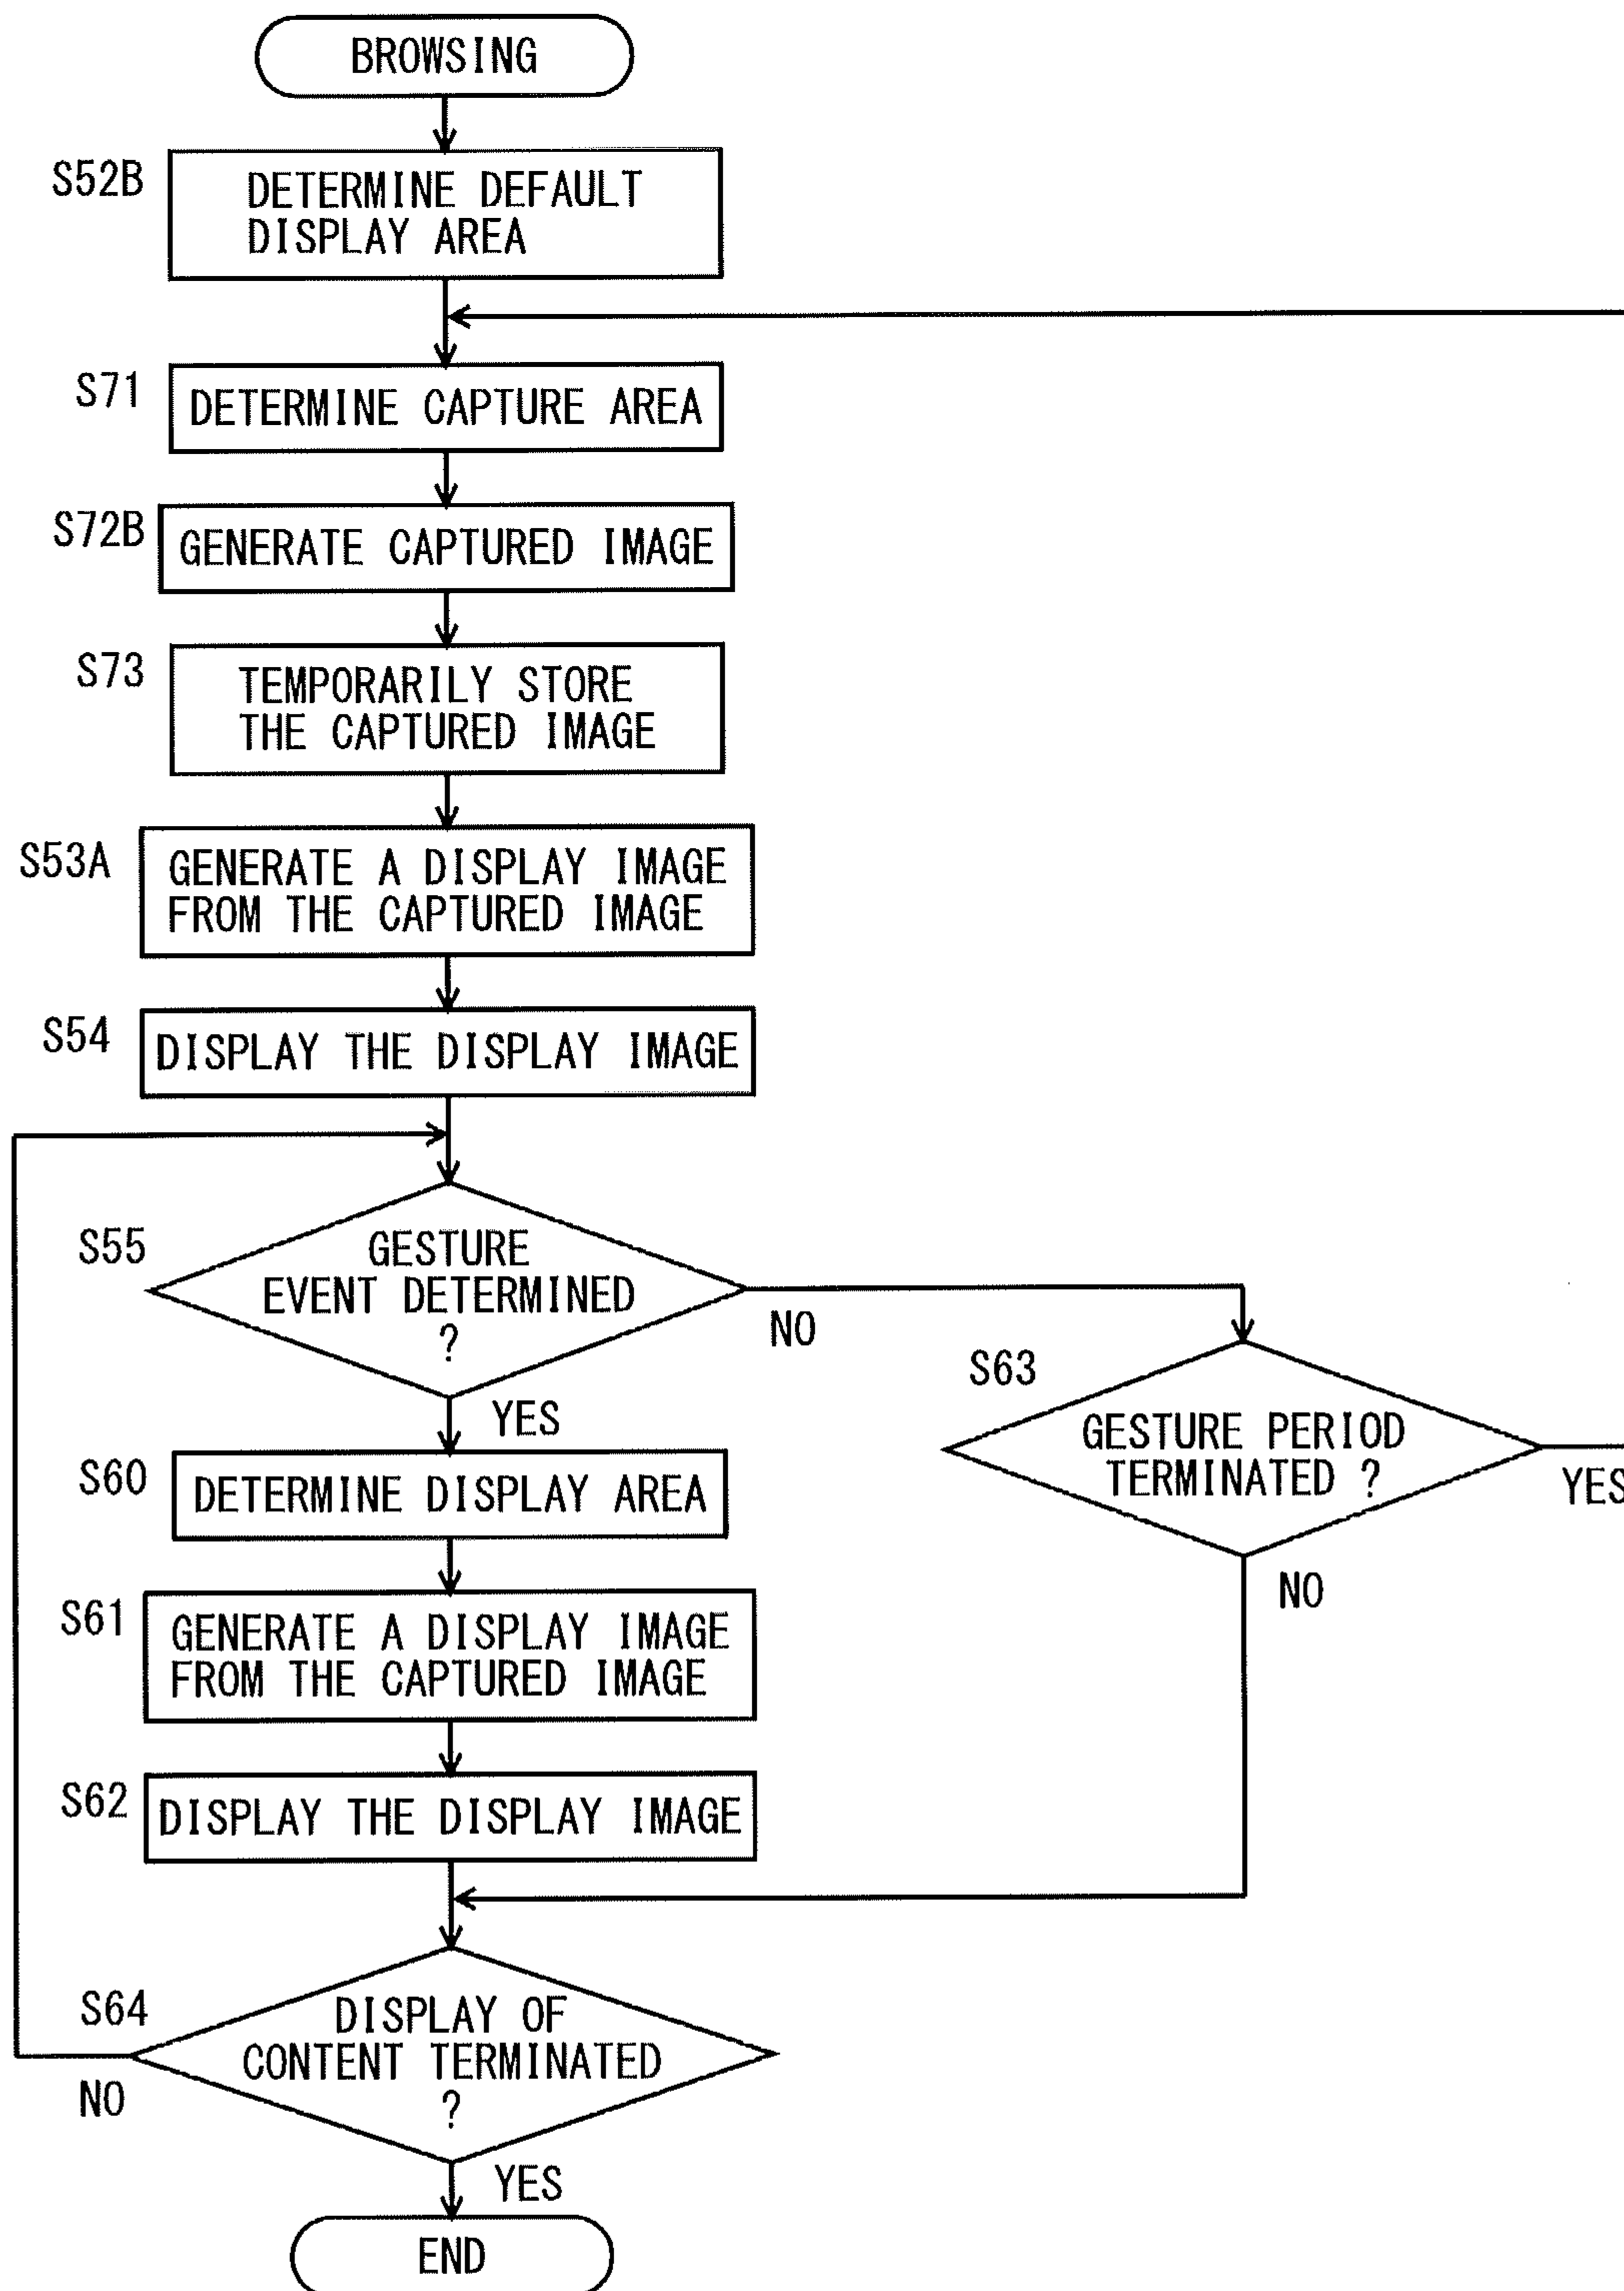 BROWSING
S52B
DETERMINE DEFAULT
DISPLAY AREA
S71
DETERMINE CAPTURE AREA
S72B
GENERATE CAPTURED IMAGE
S73
TEMPORARILY STORE
THE CAPTURED IMAGE
S53A
GENERATE A DISPLAY IMAGE
FROM THE CAPTURED IMAGE
S54
DISPLAY THE DISPLAY IMAGE
S55
GESTURE
EVENT DETERMINED
?
NO
YES
S63
GESTURE PERIOD
TERMINATED ?
YES
NO
S60
DETERMINE DISPLAY AREA
S61
GENERATE A DISPLAY IMAGE
FROM THE CAPTURED IMAGE
S62
DISPLAY THE DISPLAY IMAGE
S64
DISPLAY OF
CONTENT TERMINATED
?
NO
YES
END